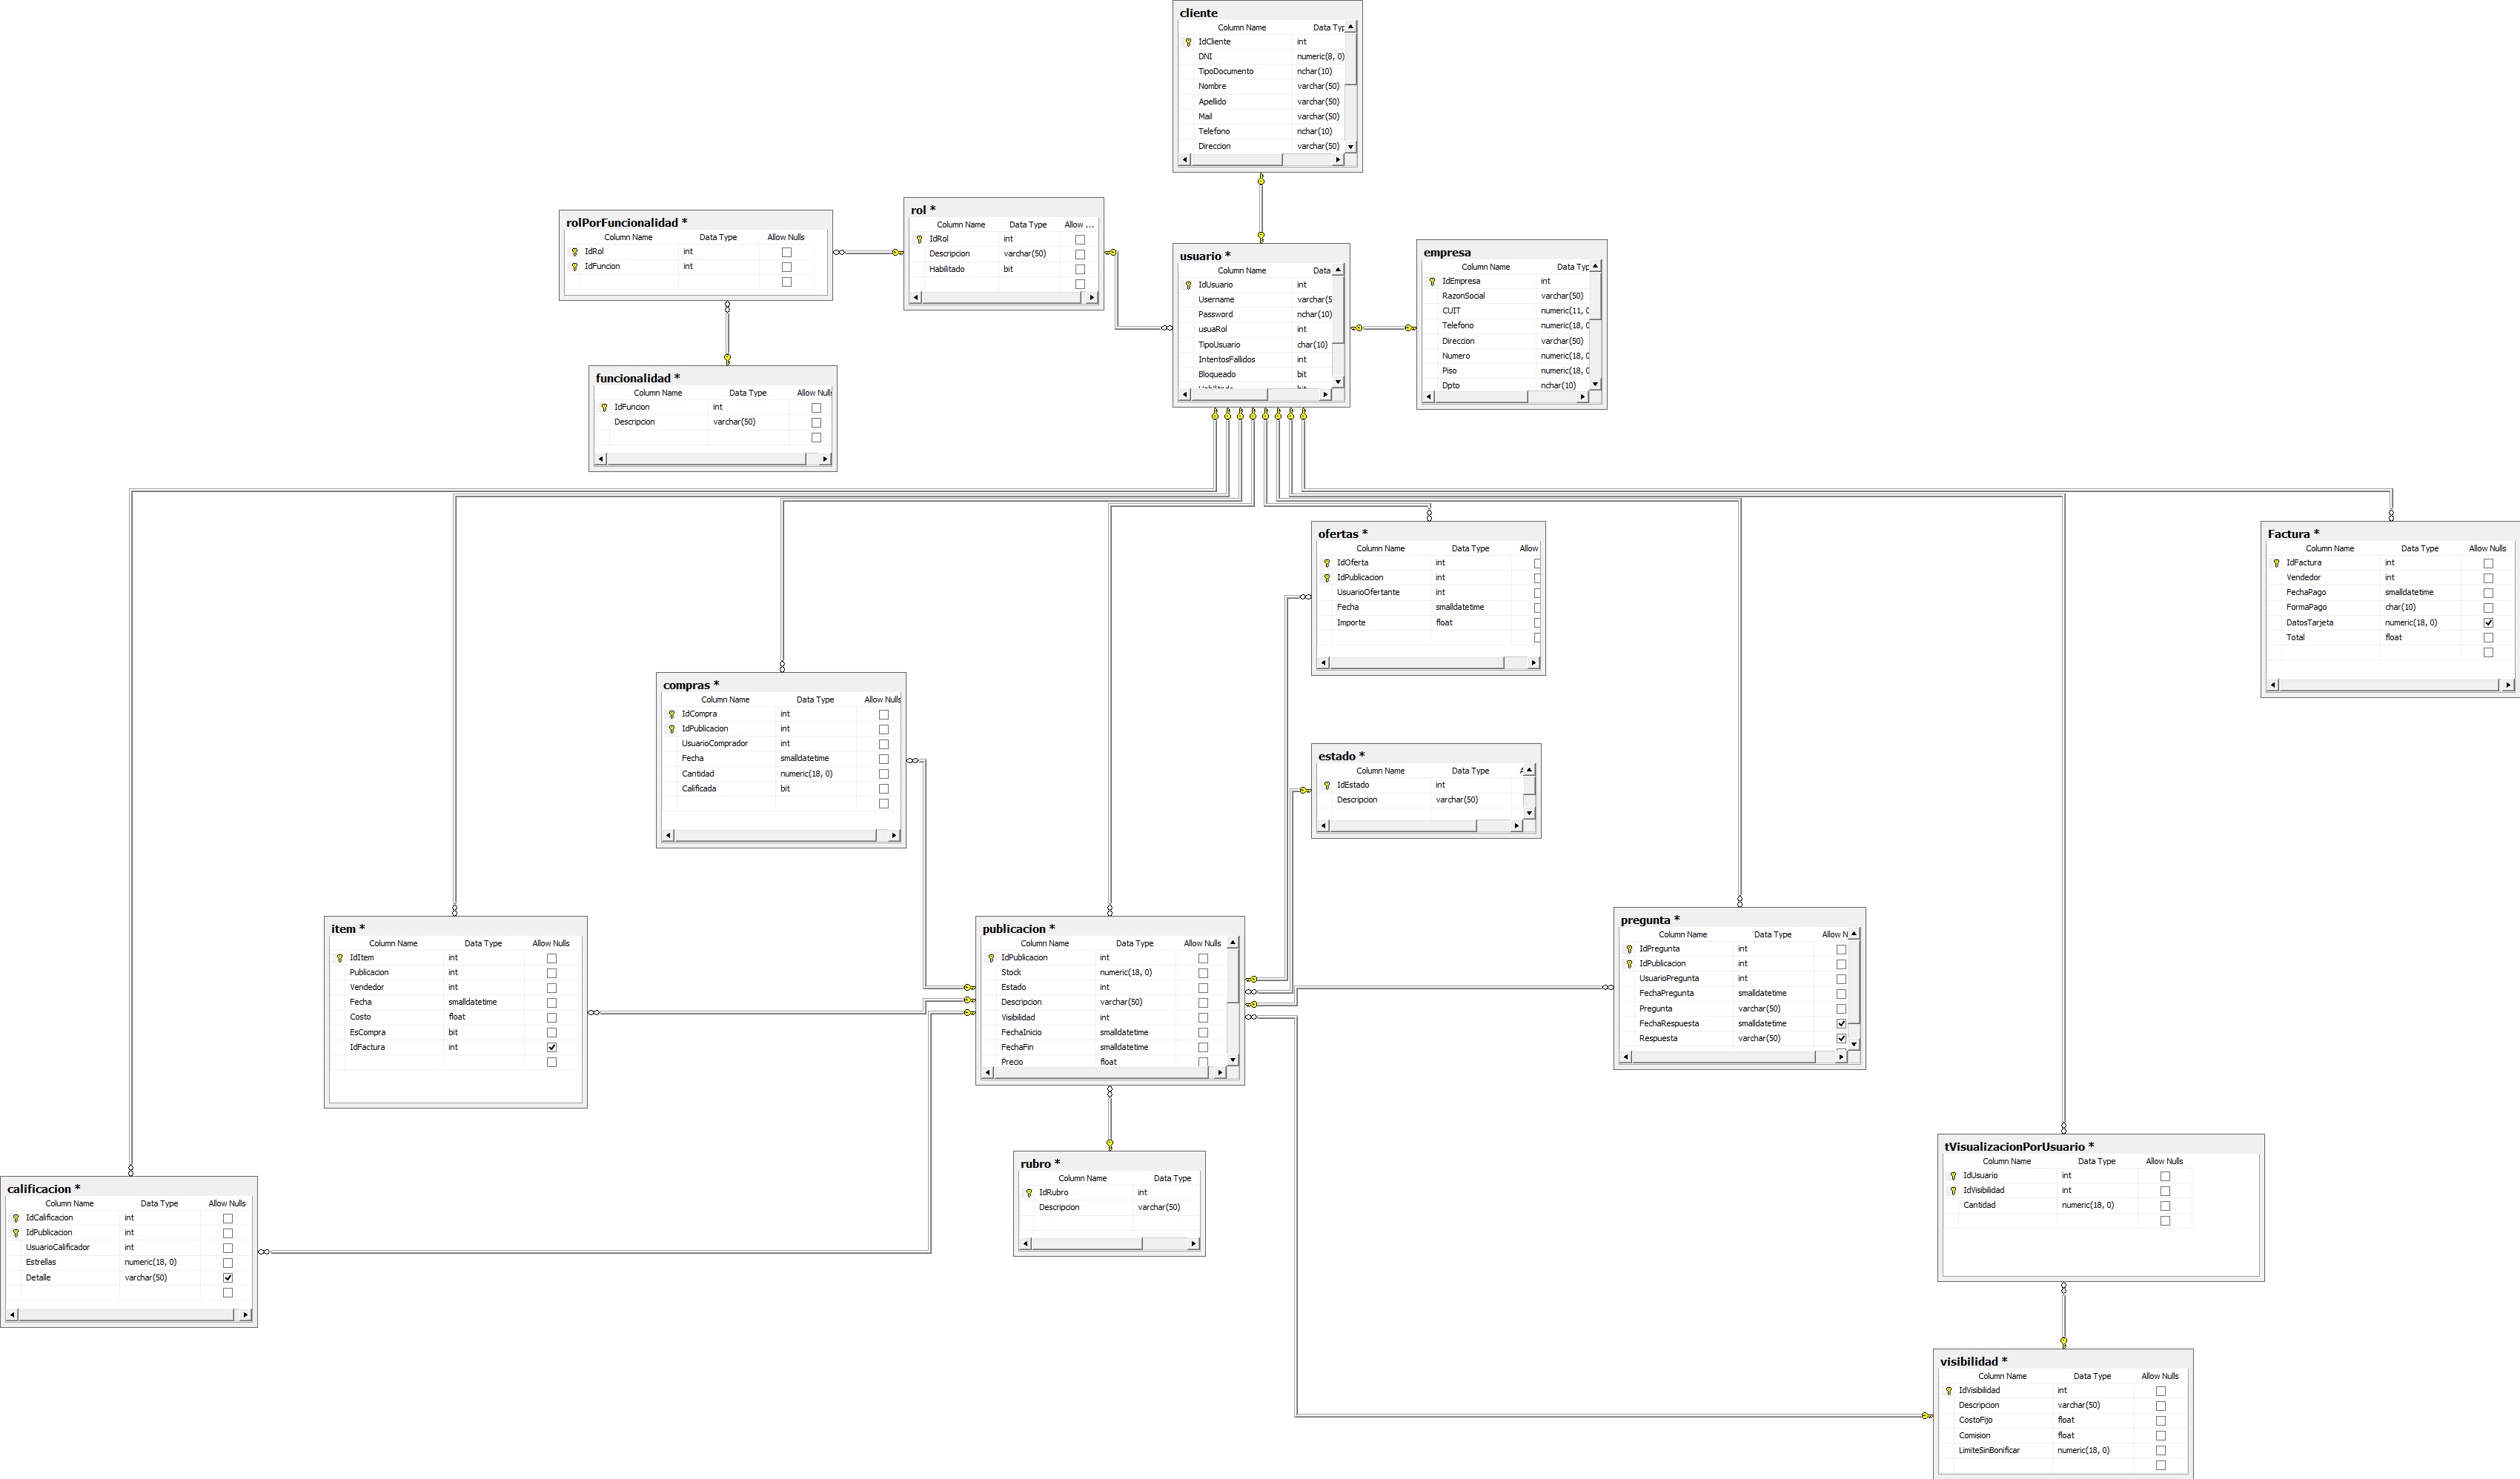 cliente
Column Name Data Typ
IdCliente int
DNI numeric(8, 0)
TipoDocumento nchar(10)
Nombre varchar(50)
Apellido varchar(50)
Mail varchar(50)
Telefono nchar(10)
Direccion varchar(50)
rolPorFuncionalidad *
Column Name Data Type Allow Nulls
IdRol int
IdFuncion int
rol *
Column Name Data Type Allow ...
IdRol int
Descripcion varchar(50)
Habilitado bit
usuario *
Column Name Data
IdUsuario int
Username varchar(5
Password nchar(10)
usuaRol int
TipoUsuario char(10)
IntentosFallidos int
Bloqueado bit
empresa
Column Name Data Typ
IdEmpresa int
RazonSocial varchar(50)
CUIT numeric(11, 0
Telefono numeric(18, 0
Direccion varchar(50)
Numero numeric(18, 0
Piso numeric(18, 0
Dpto nchar(10)
funcionalidad *
Column Name Data Type Allow Nulls
IdFuncion int
Descripcion varchar(50)
ofertas *
Column Name Data Type Allow
IdOferta int
IdPublicacion int
UsuarioOfertante int
Fecha smalldatetime
Importe float
Factura *
Column Name Data Type Allow Nulls
IdFactura int
Vendedor int
FechaPago smalldatetime
FormaPago char(10)
DatosTarjeta numeric(18, 0)
Total float
compras *
Column Name Data Type Allow Nulls
IdCompra int
IdPublicacion int
UsuarioComprador int
Fecha smalldatetime
Cantidad numeric(18, 0)
Calificada bit
estado *
Column Name Data Type A
IdEstado int
Descripcion varchar(50)
item *
Column Name Data Type Allow Nulls
IdItem int
Publicacion int
Vendedor int
Fecha smalldatetime
Costo float
EsCompra bit
IdFactura int
publicacion *
Column Name Data Type Allow Nulls
IdPublicacion int
Stock numeric(18, 0)
Estado int
Descripcion varchar(50)
Visibilidad int
FechaInicio smalldatetime
FechaFin smalldatetime
Precio float
pregunta *
Column Name Data Type Allow N
IdPregunta int
IdPublicacion int
UsuarioPregunta int
FechaPregunta smalldatetime
Pregunta varchar(50)
FechaRespuesta smalldatetime
Respuesta varchar(50)
calificacion *
Column Name Data Type Allow Nulls
IdCalificacion int
IdPublicacion int
UsuarioCalificador int
Estrellas numeric(18, 0)
Detalle varchar(50)
rubro *
Column Name Data Type
IdRubro int
Descripcion varchar(50)
tVisualizacionPorUsuario *
Column Name Data Type Allow Nulls
IdUsuario int
IdVisibilidad int
Cantidad numeric(18, 0)
visibilidad *
Column Name Data Type Allow Nulls
IdVisibilidad int
Descripcion varchar(50)
CostoFijo float
Comision float
LimiteSinBonificar numeric(18, 0)